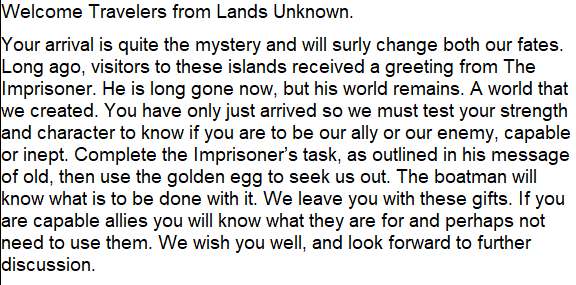 Welcome Travelers from Lands Unknown.
Your arrival is quite the mystery and will surly change both our fates.
Long ago, visitors to these islands received a greeting from The
Imprisoner. He is long gone now, but his world remains. A world that
we created. You have only just arrived so we must test your strength
and character to know if you are to be our ally or our enemy, capable
or inept. Complete the Imprisoner’s task, as outlined in his message
of old, then use the golden egg to seek us out. The boatman will
know what is to be done with it. We leave you with these gifts. If you
are capable allies you will know what they are for and perhaps not
need to use them. We wish you well, and look forward to further
discussion.